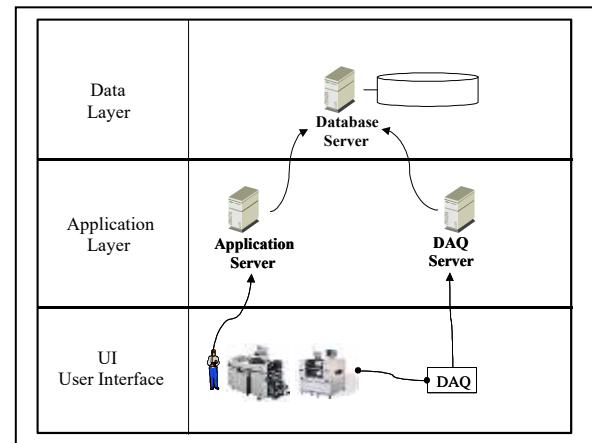 Data
Layer
Database
Server
Application
Layer
Application
Server
DAQ
Server
UI
User Interface
DAQ